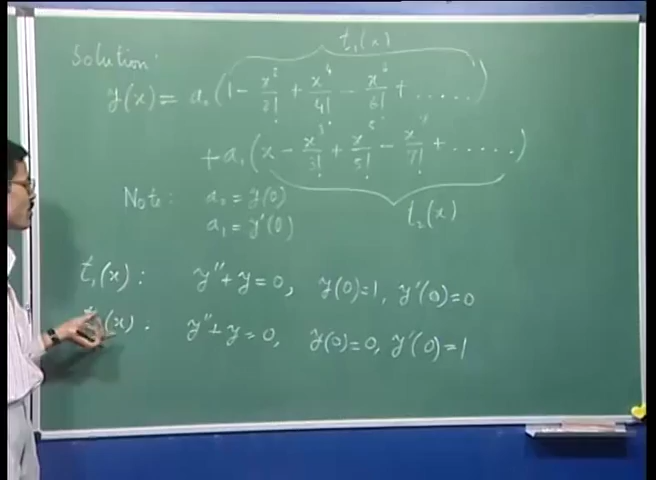 t₁(x)
Solution:
y(x) = a₀(1 - x²/2! + x⁴/4! - x⁶/6! + .....)
+ a₁(x - x³/3! + x⁵/5! - x⁷/7! + .....)
t₂(x)
Note: a₀ = y(0)
a₁ = y'(0)
t₁(x): y'' + y = 0, y(0) = 1, y'(0) = 0
(x): y'' + y = 0, y(0) = 0, y'(0) = 1